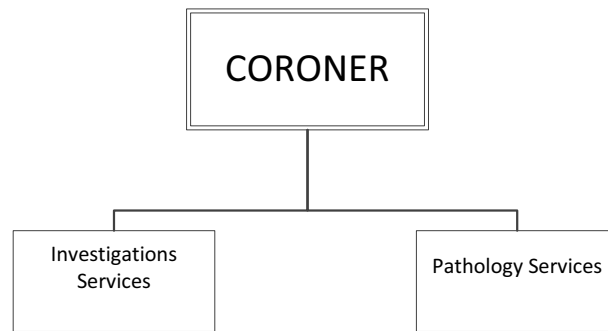 CORONER
Investigations
Services
Pathology Services